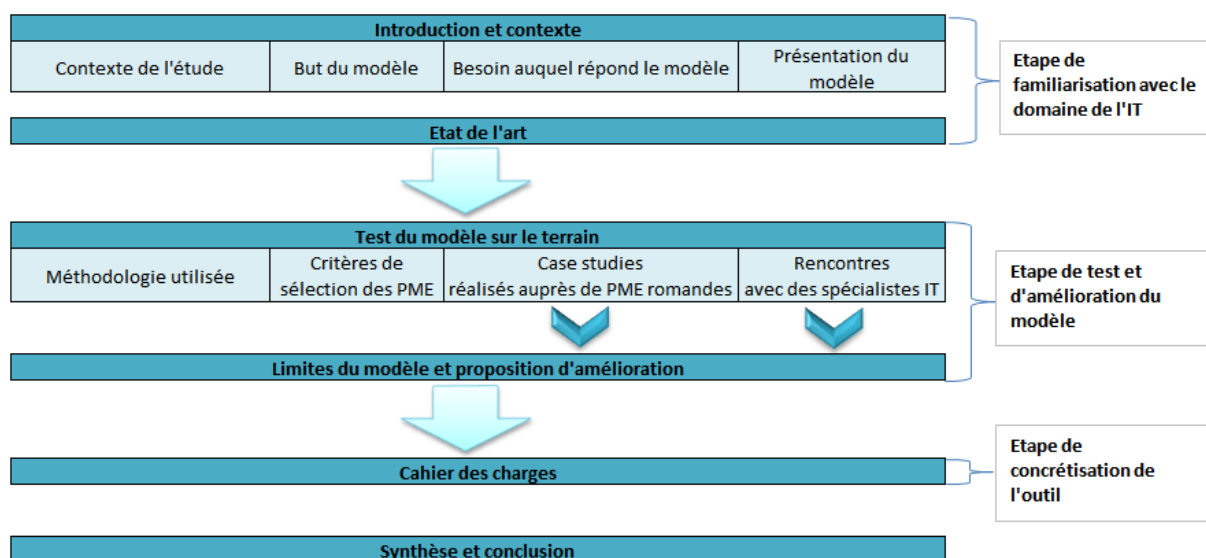 Introduction et contexte
Contexte de l'étude
But du modèle
Besoin auquel répond le modèle
Présentation du
modèle
Etape de
familiarisation avec le
domaine de l'IT
Etat de l'art
Test du modèle sur le terrain
Méthodologie utilisée
Critères de
sélection des PME
Case studies
réalisés auprès de PME romandes
Rencontres
avec des spécialistes IT
Etape de test et
d'amélioration du
modèle
Limites du modèle et proposition d'amélioration
Cahier des charges
Etape de
concrétisation de
l'outil
Synthèse et conclusion